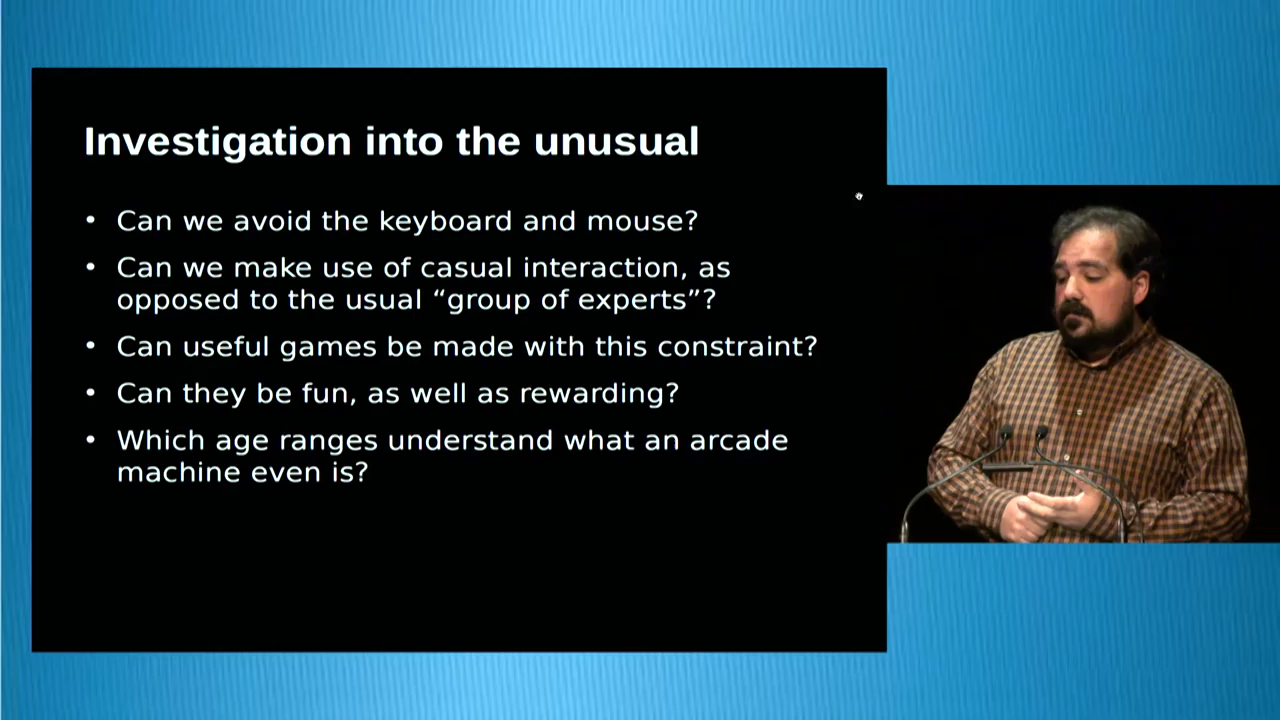 Investigation into the unusual
• Can we avoid the keyboard and mouse?
• Can we make use of casual interaction, as
opposed to the usual “group of experts”?
• Can useful games be made with this constraint?
• Can they be fun, as well as rewarding?
• Which age ranges understand what an arcade
machine even is?